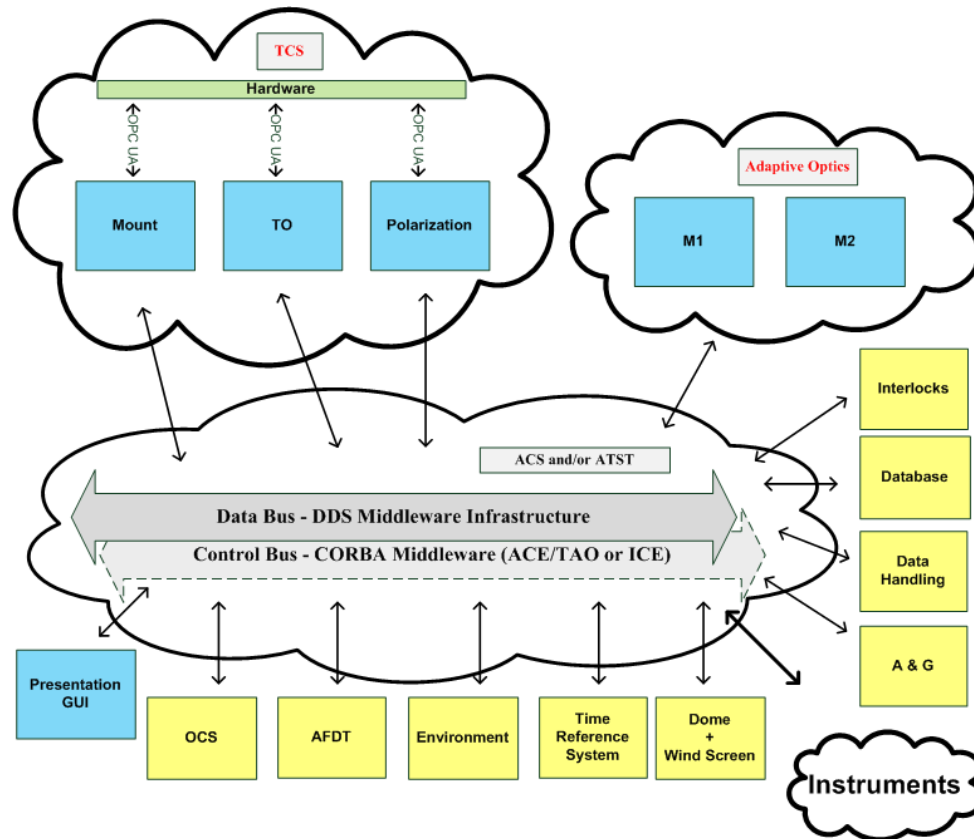 TCS
Hardware
OPC UA
OPC UA
OPC UA
Mount
TO
Polarization
Adaptive Optics
M1
M2
Interlocks
ACS and/or ATST
Database
Data Bus - DDS Middleware Infrastructure
Control Bus - CORBA Middleware (ACE/TAO or ICE)
Data
Handling
A & G
Presentation
GUI
OCS
AFDT
Environment
Time
Reference
System
Dome
+
Wind Screen
Instruments